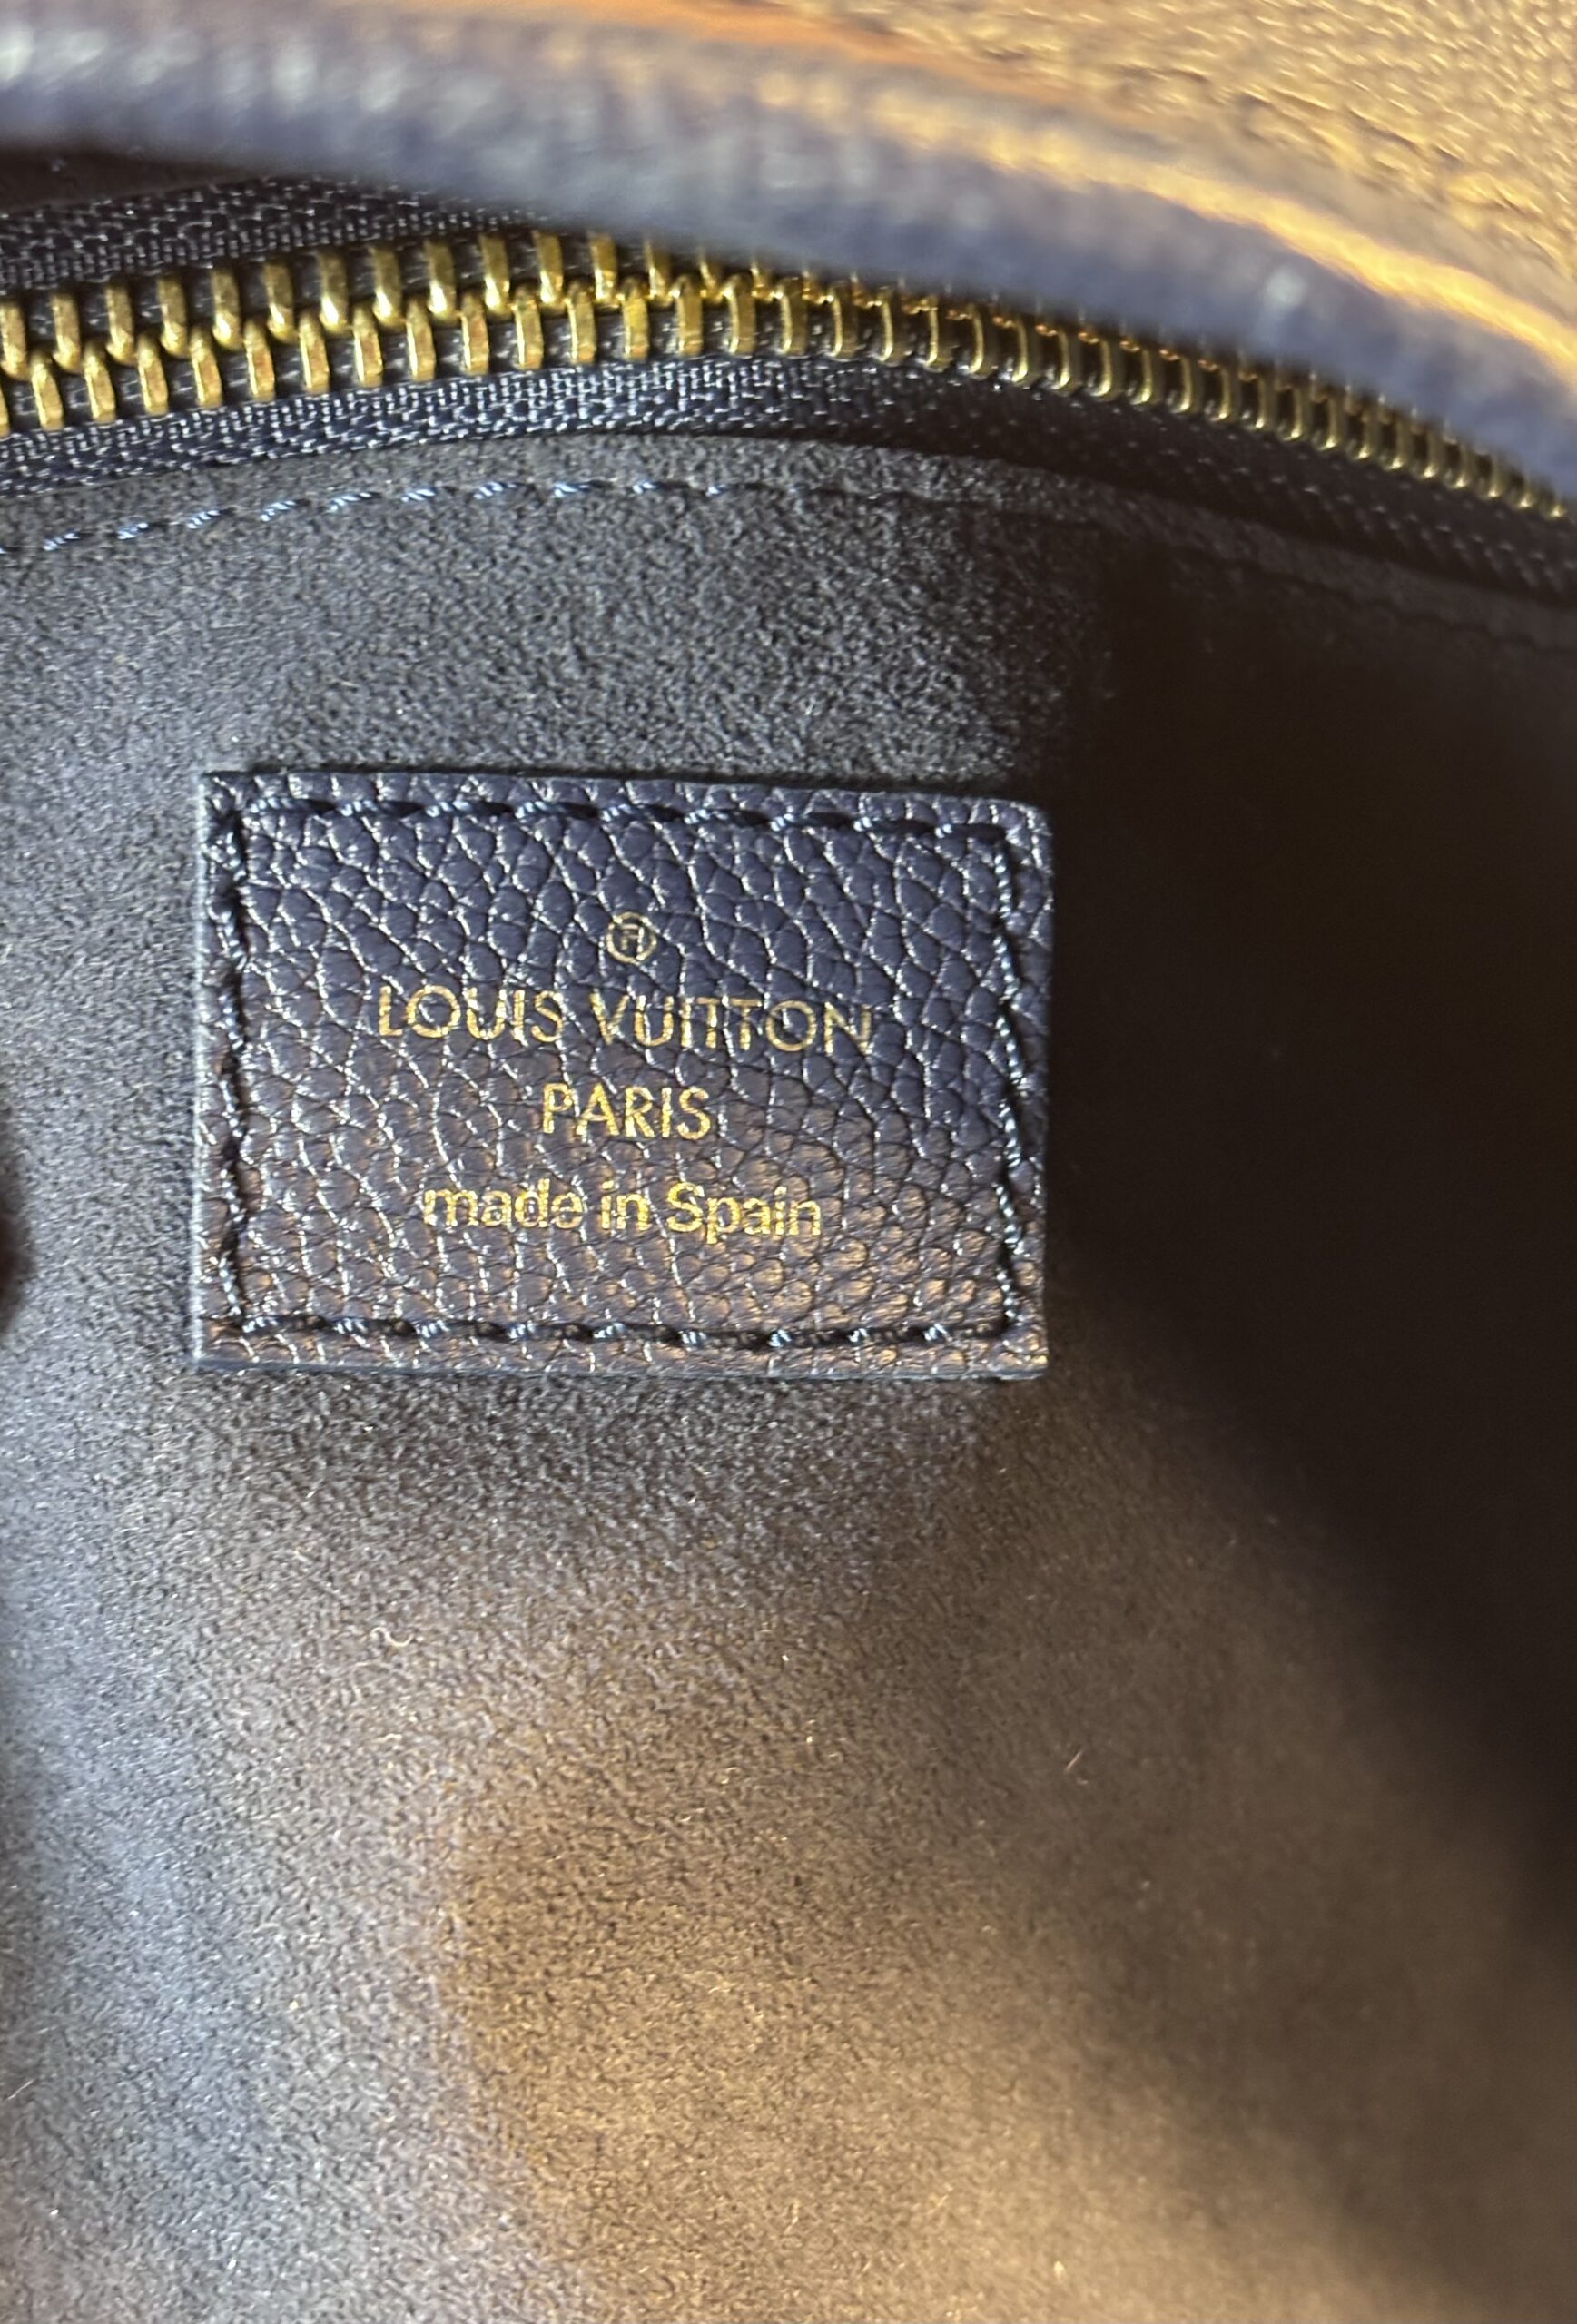 ®
LOUIS VUITTON
PARIS
made in Spain